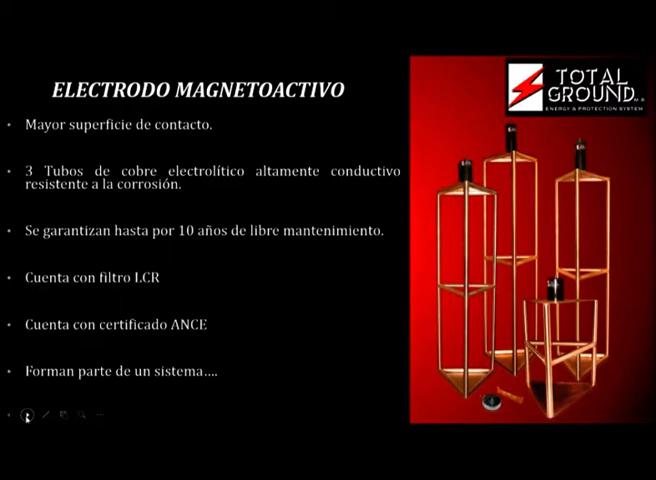 ELECTRODO MAGNETOACTIVO
TOTAL
GROUND M.R.
ENERGY & PROTECTION SYSTEM
• Mayor superficie de contacto.
• 3 Tubos de cobre electrolítico altamente conductivo
resistente a la corrosión.
• Se garantizan hasta por 10 años de libre mantenimiento.
• Cuenta con filtro LCR
• Cuenta con certificado ANCE
• Forman parte de un sistema....